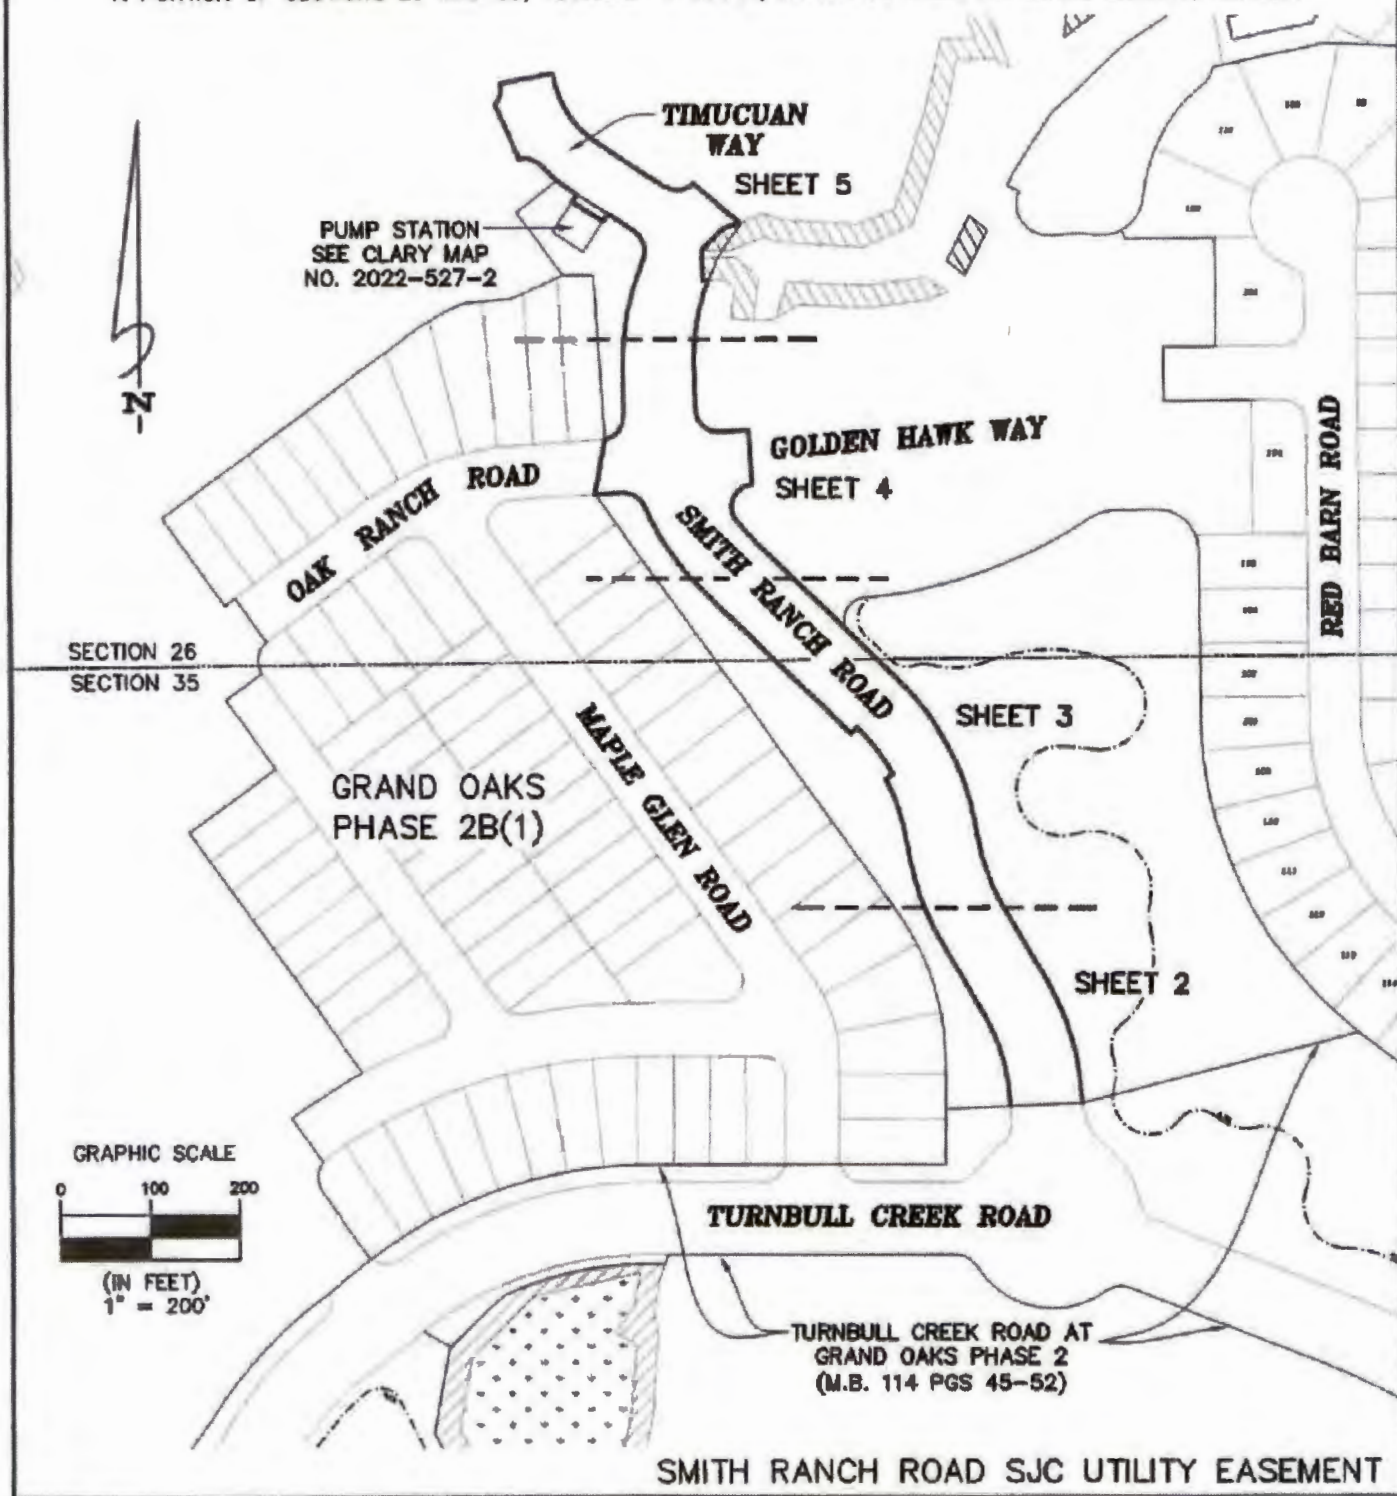 TIMUCUAN
WAY
SHEET 5
PUMP STATION
SEE CLARY MAP
NO. 2022-527-2
N
GOLDEN HAWK WAY
SHEET 4
OAK RANCH ROAD
SMITH RANCH ROAD
RED BARN ROAD
SECTION 26
SECTION 35
SHEET 3
MAPLE GLEN ROAD
GRAND OAKS
PHASE 2B(1)
SHEET 2
GRAPHIC SCALE
0 100 200
(IN FEET)
1" = 200'
TURNBULL CREEK ROAD
TURNBULL CREEK ROAD AT
GRAND OAKS PHASE 2
(M.B. 114 PGS 45-52)
SMITH RANCH ROAD SJC UTILITY EASEMENT